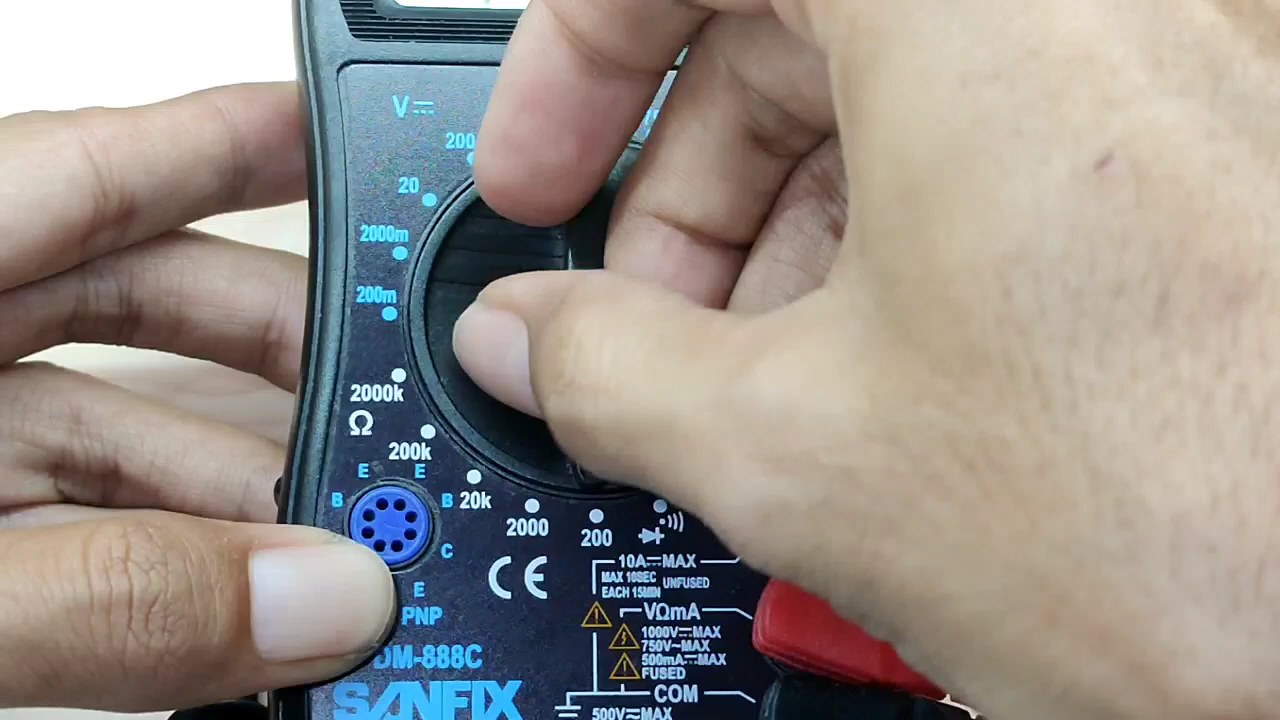 V
200
20
2000m
200m
2000k
Ω
200k
E E
B B
20k
2000
200
C
E
PNP
CE
10A⎓MAX
MAX 10SEC
EACH 15MIN
UNFUSED
VΩmA
1000V⎓MAX
750V~MAX
500mA⎓MAX
FUSED
COM
500V⎓MAX
DM-888C
SANFIX